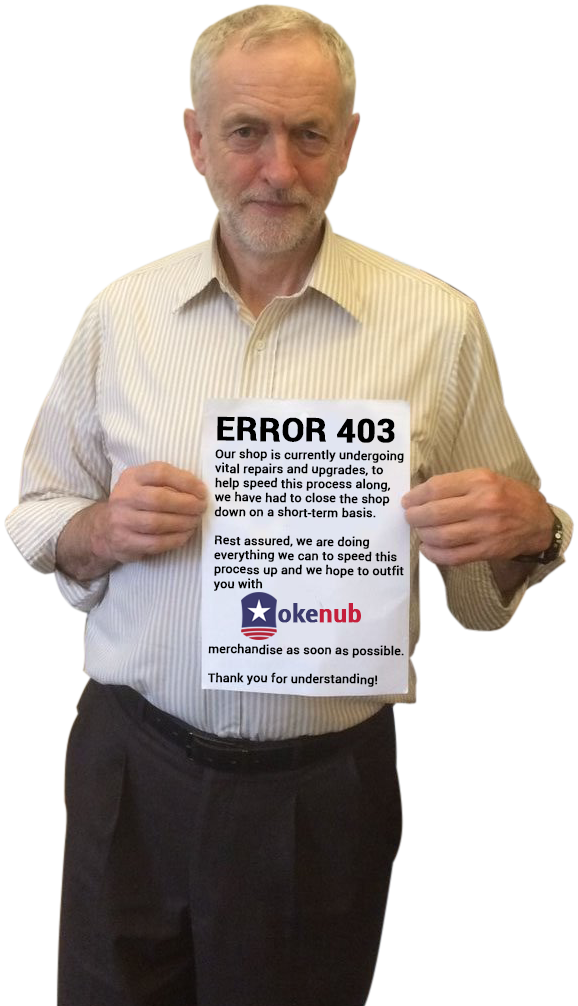 ERROR 403
Our shop is currently undergoing
vital repairs and upgrades, to
help speed this process along,
we have had to close the shop
down on a short-term basis.
Rest assured, we are doing
everything we can to speed this
process up and we hope to outfit
you with
okenub
merchandise as soon as possible.
Thank you for understanding!